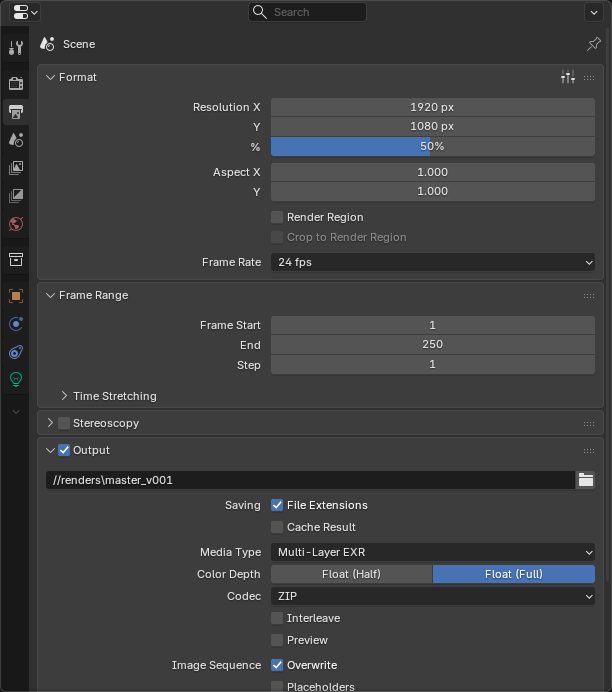 Search
Scene
Format
Resolution X 1920 px
Y 1080 px
% 50%
Aspect X 1.000
Y 1.000
Render Region
Crop to Render Region
Frame Rate 24 fps
Frame Range
Frame Start 1
End 250
Step 1
Time Stretching
Stereoscopy
Output
//renders\master_v001
Saving File Extensions
Cache Result
Media Type Multi-Layer EXR
Color Depth Float (Half) Float (Full)
Codec ZIP
Interleave
Preview
Image Sequence Overwrite
Placeholders